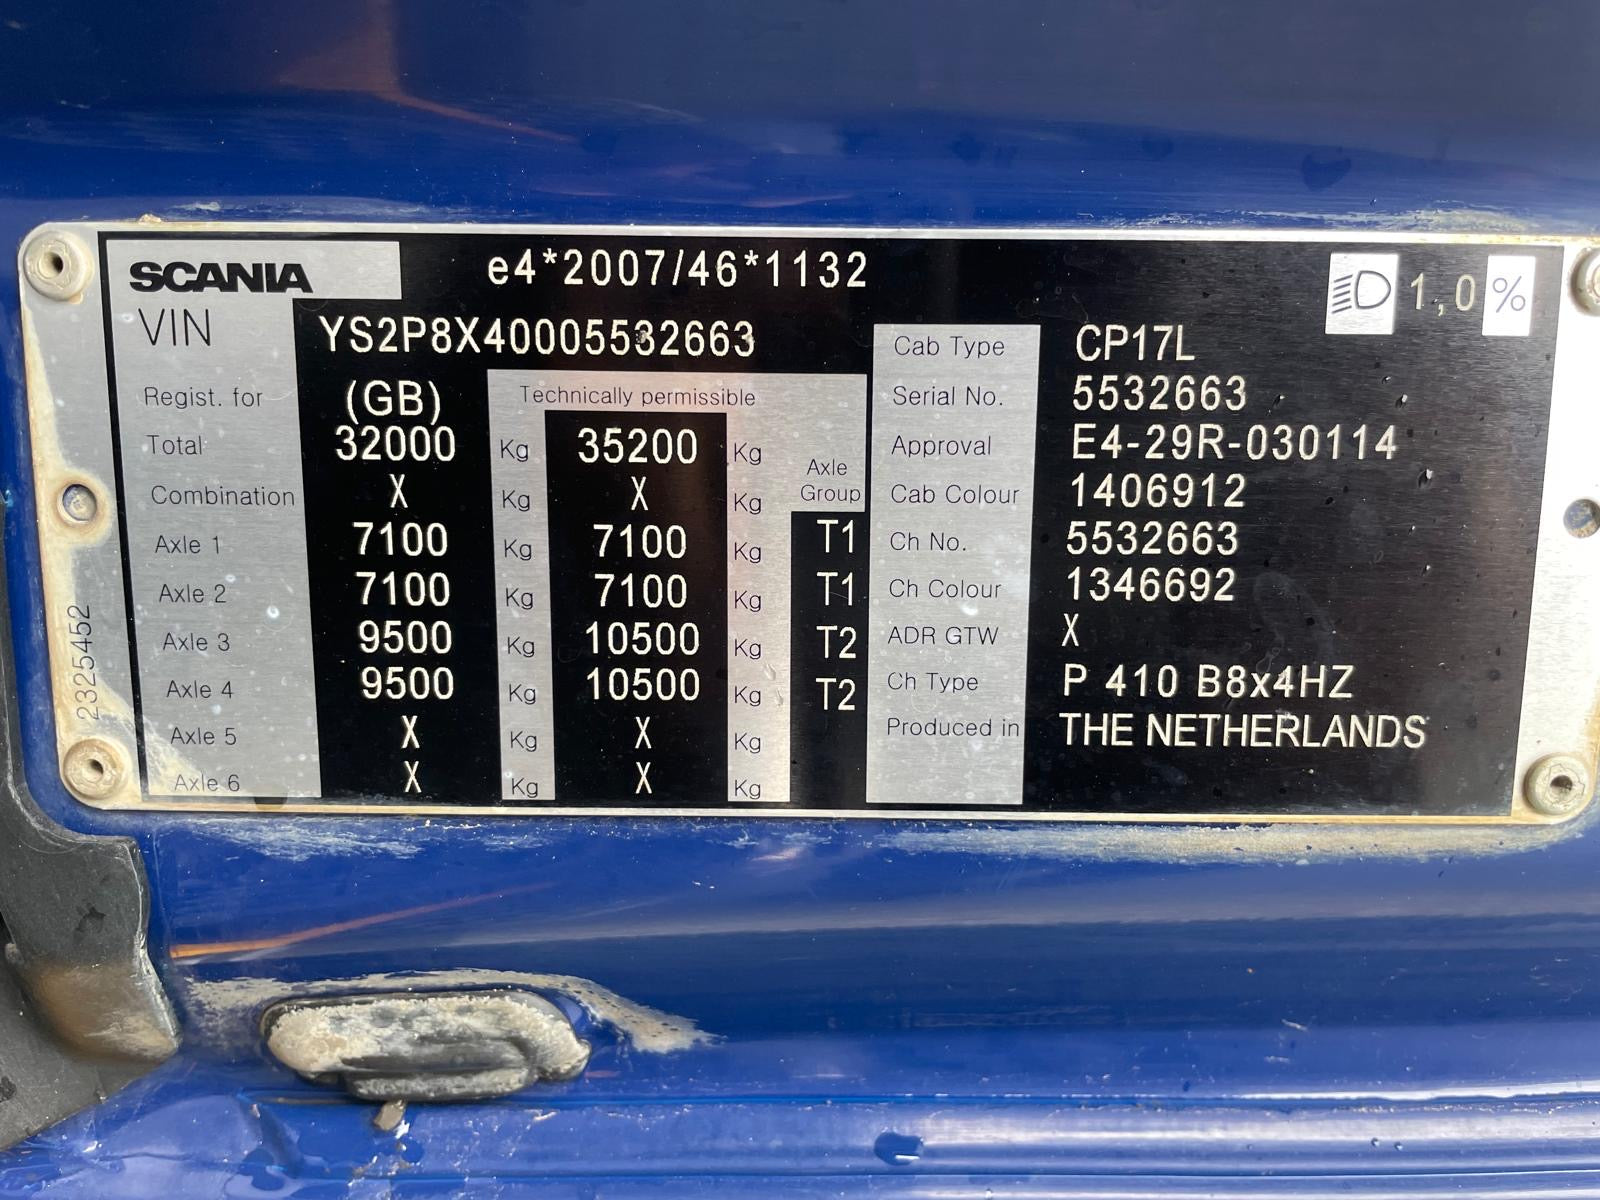 SCANIA e4*2007/46*1132 1,0 %
VIN YS2P8X40005532663
Regist. for (GB) Technically permissible
Total 32000 Kg 35200 Kg
Combination X Kg X Kg Axle Group
Axle 1 7100 Kg 7100 Kg T1
Axle 2 7100 Kg 7100 Kg T1
Axle 3 9500 Kg 10500 Kg T2
Axle 4 9500 Kg 10500 Kg T2
Axle 5 X Kg X Kg
Axle 6 X Kg X Kg
Cab Type CP17L
Serial No. 5532663
Approval E4-29R-030114
Cab Colour 1406912
Ch No. 5532663
Ch Colour 1346692
ADR GTW X
Ch Type P 410 B8x4HZ
Produced in THE NETHERLANDS
2325452